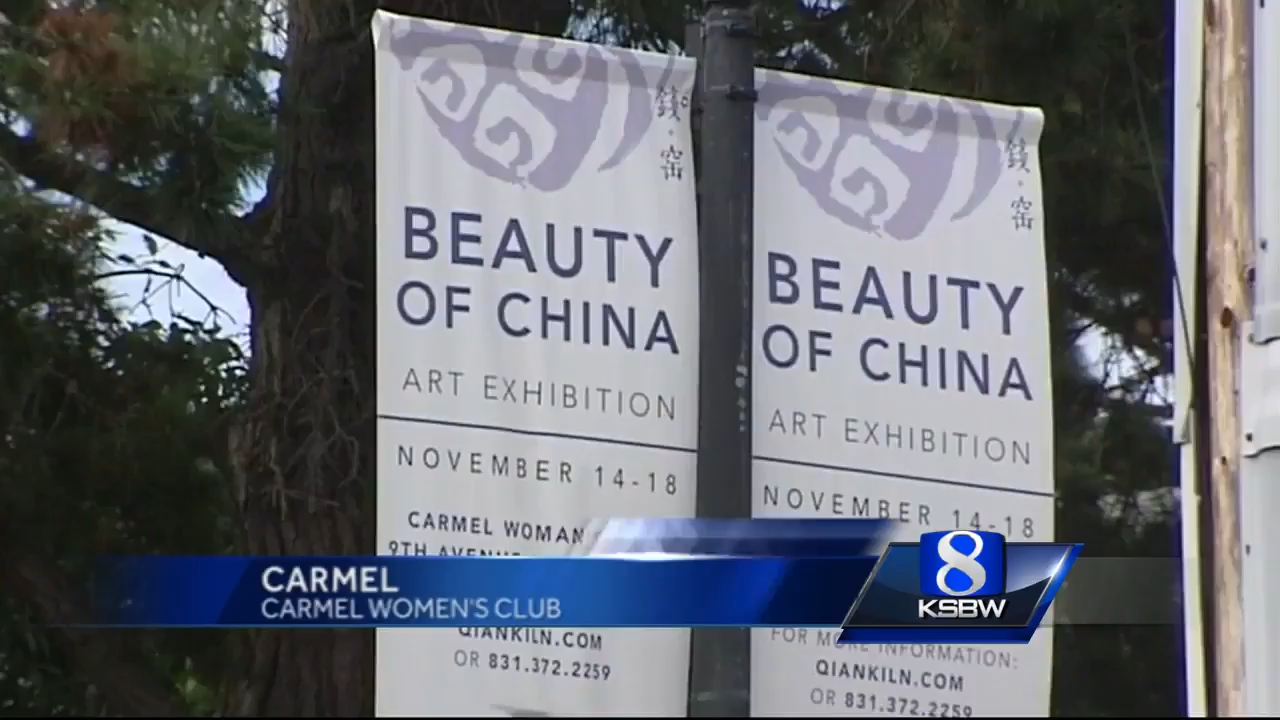 錢·窑
BEAUTY
OF CHINA
ART EXHIBITION
NOVEMBER 14-18
CARMEL WOMAN
9TH AVENUE
QIANKILN.COM
OR 831.372.2259
錢·窑
BEAUTY
OF CHINA
ART EXHIBITION
NOVEMBER 14-18
FOR MORE INFORMATION:
QIANKILN.COM
OR 831.372.2259
CARMEL
CARMEL WOMEN'S CLUB
8
KSBW